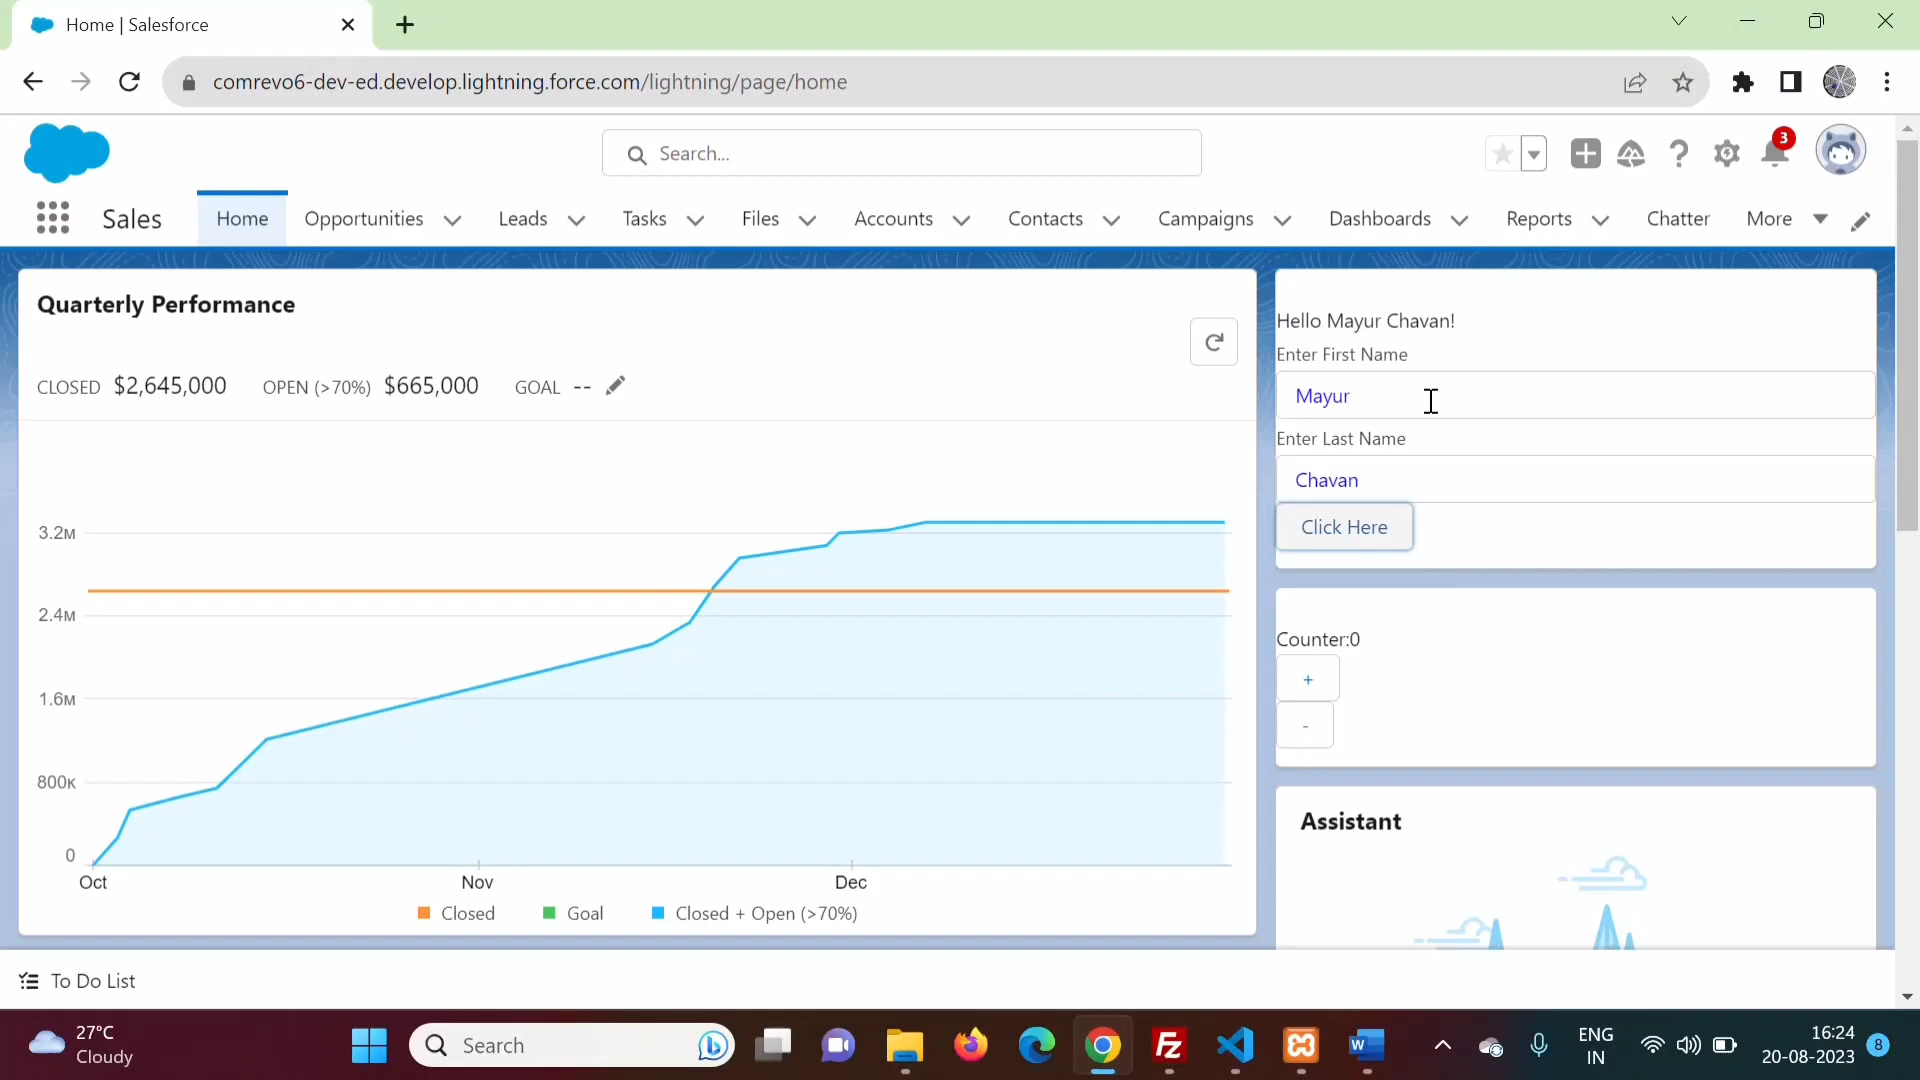 Home | Salesforce
comrevo6-dev-ed.develop.lightning.force.com/lightning/page/home
Search...
3
Sales
Home
Opportunities
Leads
Tasks
Files
Accounts
Contacts
Campaigns
Dashboards
Reports
Chatter
More
Quarterly Performance
CLOSED $2,645,000 OPEN (>70%) $665,000 GOAL --
3.2M
2.4M
1.6M
800K
0
Oct Nov Dec
Closed Goal Closed + Open (>70%)
Hello Mayur Chavan!
Enter First Name
Mayur
Enter Last Name
Chavan
Click Here
Counter:0
+
-
Assistant
To Do List
27°C
Cloudy
Search
ENG
IN
16:24
20-08-2023
8